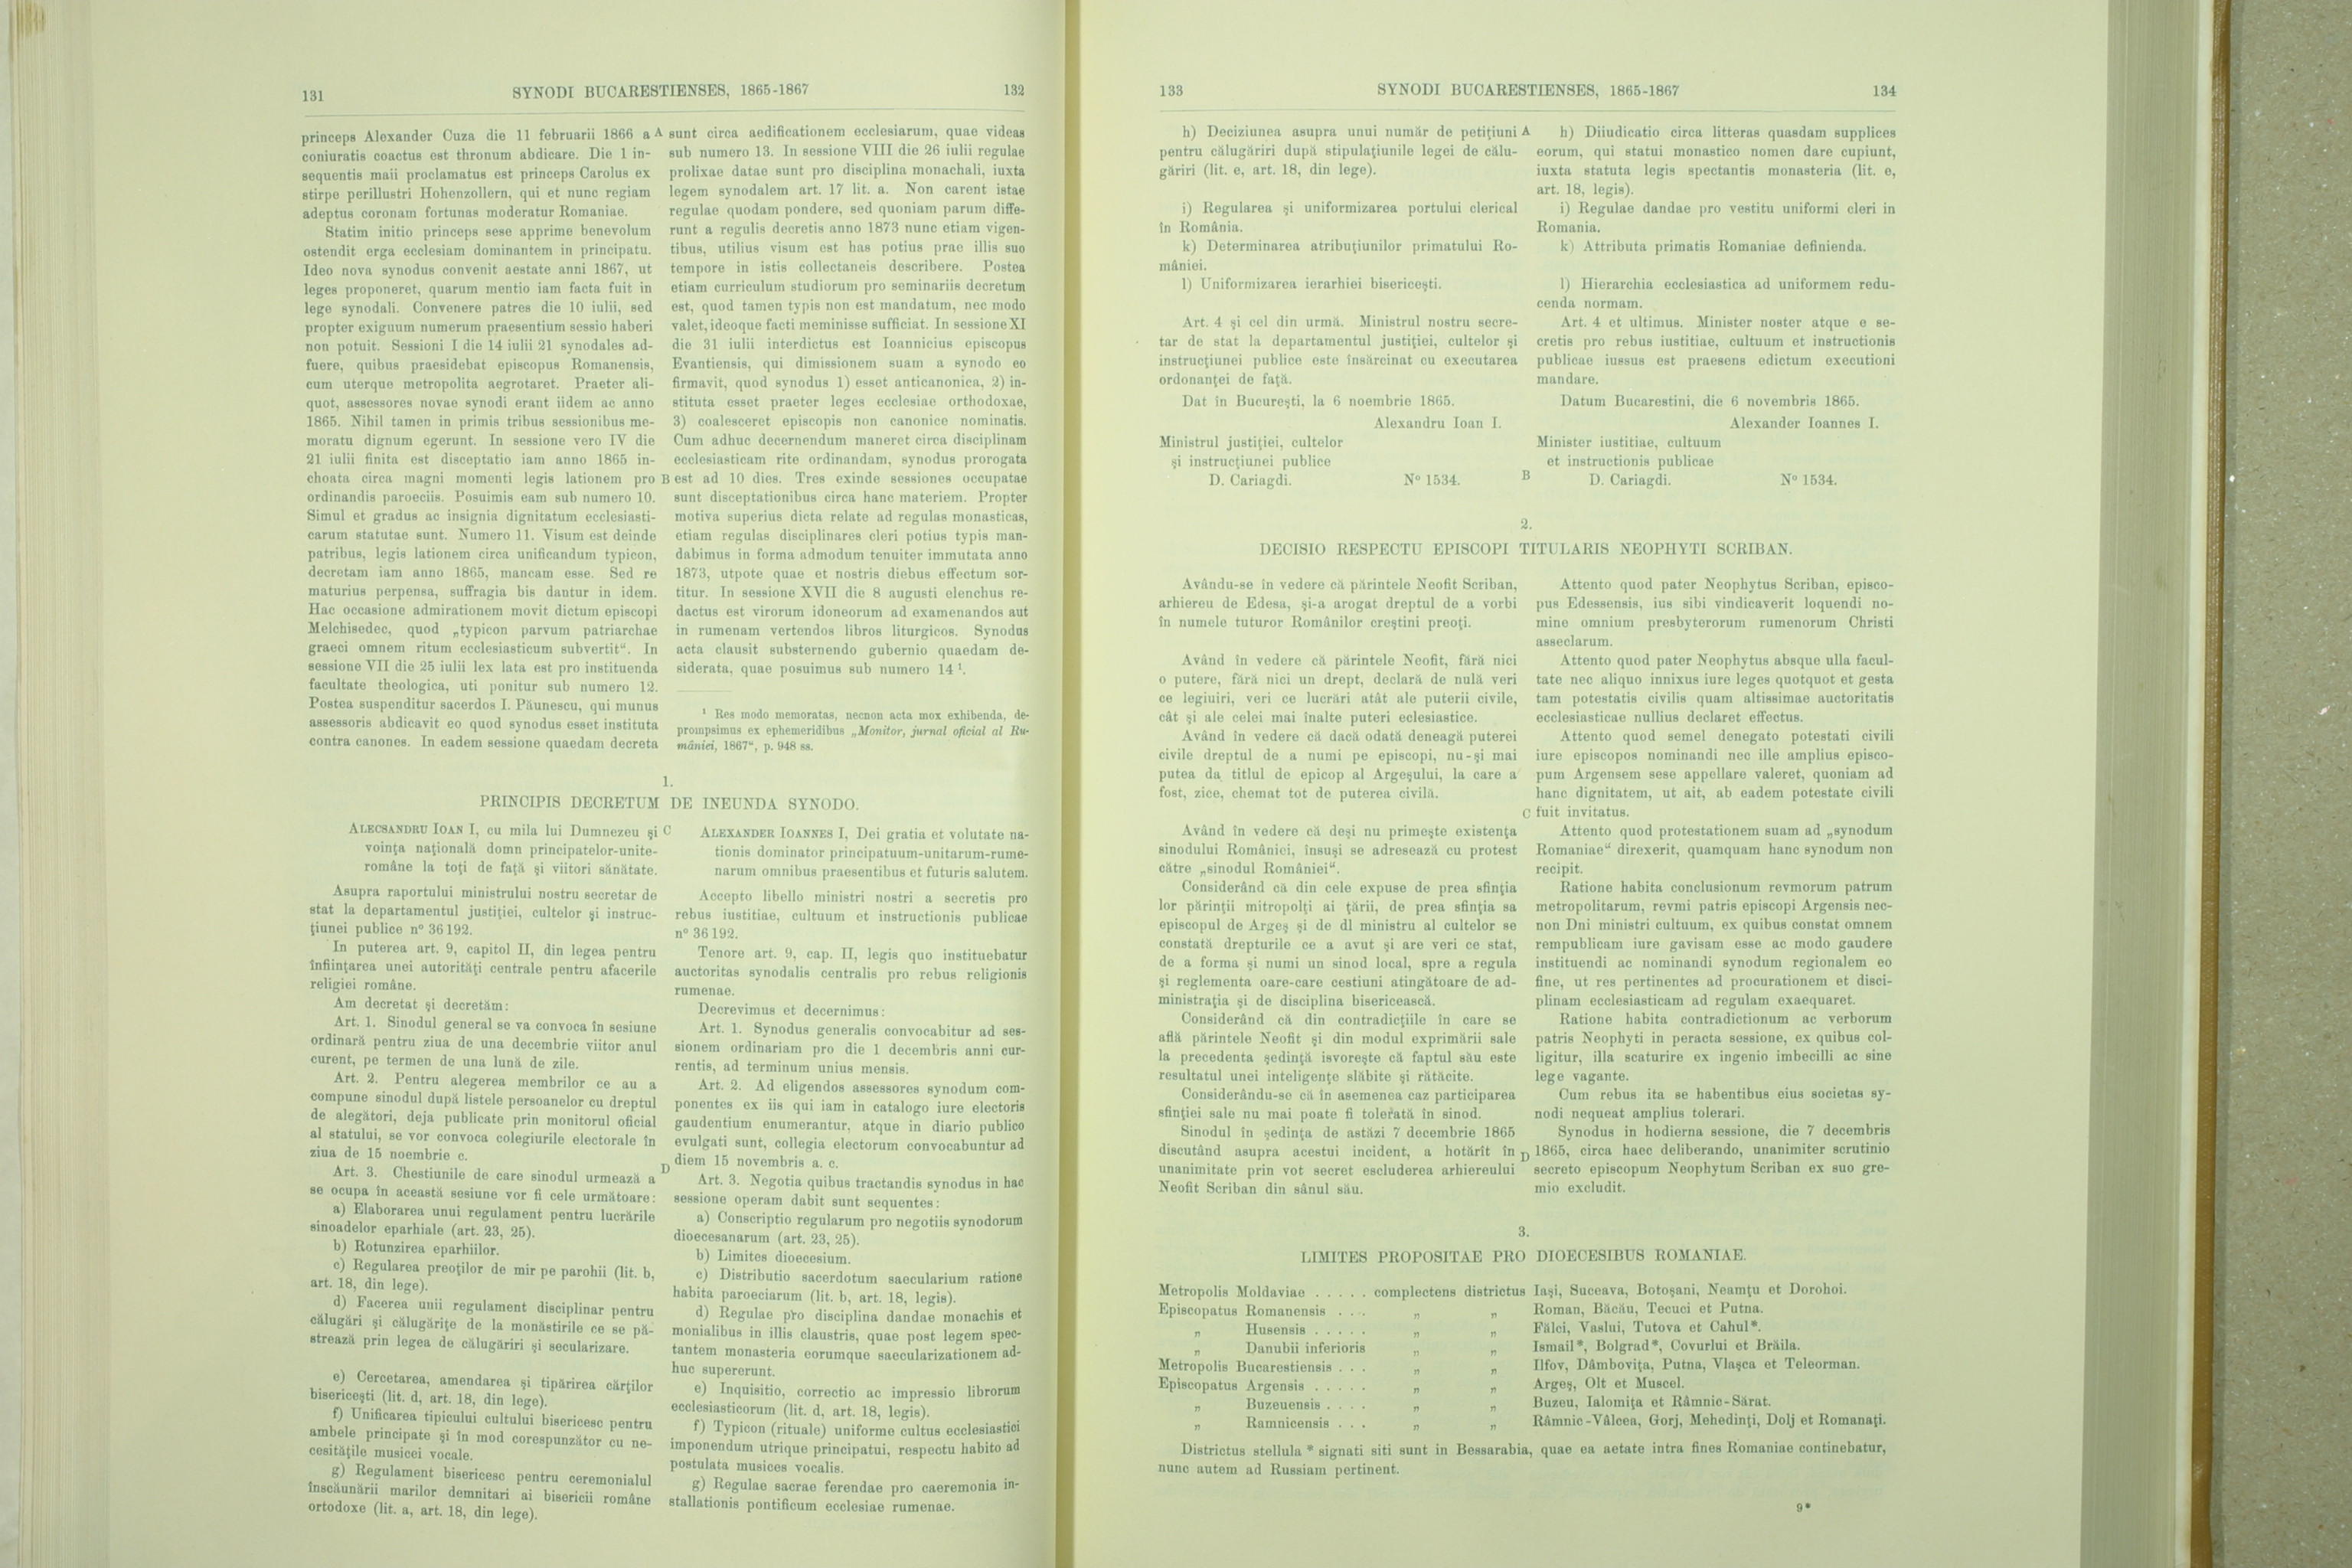 131 SYNODI BUCARESTIENSES, 1865-1867 132
princeps Alexander Cuza die 11 februarii 1866 a
coniuratis coactus est thronum abdicare. Die 1 in-
sequentis maii proclamatus est princeps Carolus ex
stirpe perillustri Hohenzollern, qui et nunc regiam
adeptus coronam fortunas moderatur Romaniae.
Statim initio princeps sese apprime benevolum
ostendit erga ecclesiam dominantem in principatu.
Ideo nova synodus convenit aestate anni 1867, ut
leges proponeret, quarum mentio iam facta fuit in
lege synodali. Convenere patres die 10 iulii, sed
propter exiguum numerum praesentium sessio haberi
non potuit. Sessioni I die 14 iulii 21 synodales ad-
fuere, quibus praesidebat episcopus Romanensis,
cum uterque metropolita aegrotaret. Praeter ali-
quot, assessores novae synodi erant iidem ac anno
1865. Nihil tamen in primis tribus sessionibus me-
moratu dignum egerunt. In sessione vero IV die
21 iulii finita est disceptatio iam anno 1865 in-
choata circa magni momenti legis lationem pro
ordinandis paroeciis. Posuimis eam sub numero 10.
Simul et gradus ac insignia dignitatum ecclesiasti-
carum statutae sunt. Numero 11. Visum est deinde
patribus, legis lationem circa unificandum typicon,
decretam iam anno 1865, mancam esse. Sed re
maturius perpensa, suffragia bis dantur in idem.
Hac occasione admirationem movit dictum episcopi
Melchisedec, quod „typicon parvum patriarchae
graeci omnem ritum ecclesiasticum subvertit“. In
sessione VII die 25 iulii lex lata est pro instituenda
facultate theologica, uti ponitur sub numero 12.
Postea suspenditur sacerdos I. Păunescu, qui munus
assessoris abdicavit eo quod synodus esset instituta
contra canones. In eadem sessione quaedam decreta
A
B
sunt circa aedificationem ecclesiarum, quae videas
sub numero 13. In sessione VIII die 26 iulii regulae
prolixae datae sunt pro disciplina monachali, iuxta
legem synodalem art. 17 lit. a. Non carent istae
regulae quodam pondere, sed quoniam parum diffe-
runt a regulis decretis anno 1873 nunc etiam vigen-
tibus, utilius visum est has potius prae illis suo
tempore in istis collectaneis describere. Postea
etiam curriculum studiorum pro seminariis decretum
est, quod tamen typis non est mandatum, nec modo
valet, ideoque facti meminisse sufficiat. In sessione XI
die 31 iulii interdictus est Ioannicius episcopus
Evantiensis, qui dimissionem suam a synodo eo
firmavit, quod synodus 1) esset anticanonica, 2) in-
stituta esset praeter leges ecclesiae orthodoxae,
3) coalesceret episcopis non canonice nominatis.
Cum adhuc decernendum maneret circa disciplinam
ecclesiasticam rite ordinandam, synodus prorogata
est ad 10 dies. Tres exinde sessiones occupatae
sunt disceptationibus circa hanc materiem. Propter
motiva superius dicta relate ad regulas monasticas,
etiam regulas disciplinares cleri potius typis man-
dabimus in forma admodum tenuiter immutata anno
1873, utpote quae et nostris diebus effectum sor-
titur. In sessione XVII die 8 augusti elenchus re-
dactus est virorum idoneorum ad examenandos aut
in rumenam vertendos libros liturgicos. Synodus
acta clausit substernendo gubernio quaedam de-
siderata, quae posuimus sub numero 14 ¹.
¹ Res modo memoratas, necnon acta mox exhibenda, de-
prompsimus ex ephemeridibus „Monitor, jurnal oficial al Ru-
mâniei, 1867“, p. 948 ss.
1.
PRINCIPIS DECRETUM DE INEUNDA SYNODO.
ALECSANDRU IOAN I, cu mila lui Dumnezeu şi
voinţa naţională domn principatelor-unite-
române la toţi de faţă şi viitori sănătate.
Asupra raportului ministrului nostru secretar de
stat la departamentul justiţiei, cultelor şi instruc-
ţiunei publice n° 36192.
In puterea art. 9, capitol II, din legea pentru
înfiinţarea unei autorităţi centrale pentru afacerile
religiei române.
Am decretat şi decretăm:
Art. 1. Sinodul general se va convoca în sesiune
ordinară pentru ziua de una decembrie viitor anul
curent, pe termen de una lună de zile.
Art. 2. Pentru alegerea membrilor ce au a
compune sinodul după listele persoanelor cu dreptul
de alegători, deja publicate prin monitorul oficial
al statului, se vor convoca colegiurile electorale în
ziua de 15 noembrie c.
Art. 3. Chestiunile de care sinodul urmează a
se ocupa în această sesiune vor fi cele următoare:
a) Elaborarea unui regulament pentru lucrările
sinoadelor eparhiale (art. 23, 25).
b) Rotunzirea eparhiilor.
c) Regularea preoţilor de mir pe parohii (lit. b,
art. 18, din lege).
d) Facerea unii regulament disciplinar pentru
călugări şi călugăriţe de la monăstirile ce se pă-
strează prin legea de călugăriri şi secularizare.
e) Cercetarea, amendarea şi tipărirea cărţilor
bisericeşti (lit. d, art. 18, din lege).
f) Unificarea tipicului cultului bisericesc pentru
ambele principate şi în mod corespunzător cu ne-
cesităţile musicei vocale.
g) Regulament bisericesc pentru ceremonialul
înscăunării marilor demnitari ai bisericii române
ortodoxe (lit. a, art. 18, din lege).
C
D
ALEXANDER IOANNES I, Dei gratia et volutate na-
tionis dominator principatuum-unitarum-rume-
narum omnibus praesentibus et futuris salutem.
Accepto libello ministri nostri a secretis pro
rebus iustitiae, cultuum et instructionis publicae
n° 36192.
Tenore art. 9, cap. II, legis quo instituebatur
auctoritas synodalis centralis pro rebus religionis
rumenae.
Decrevimus et decernimus:
Art. 1. Synodus generalis convocabitur ad ses-
sionem ordinariam pro die 1 decembris anni cur-
rentis, ad terminum unius mensis.
Art. 2. Ad eligendos assessores synodum com-
ponentes ex iis qui iam in catalogo iure electoris
gaudentium enumerantur, atque in diario publico
evulgati sunt, collegia electorum convocabuntur ad
diem 15 novembris a. c.
Art. 3. Negotia quibus tractandis synodus in hac
sessione operam dabit sunt sequentes:
a) Conscriptio regularum pro negotiis synodorum
dioecesanarum (art. 23, 25).
b) Limites dioecesium.
c) Distributio sacerdotum saecularium ratione
habita paroeciarum (lit. b, art. 18, legis).
d) Regulae pro disciplina dandae monachis et
monialibus in illis claustris, quae post legem spec-
tantem monasteria eorumque saecularizationem ad-
huc supererunt.
e) Inquisitio, correctio ac impressio librorum
ecclesiasticorum (lit. d, art. 18, legis).
f) Typicon (rituale) uniforme cultus ecclesiastici
imponendum utrique principatui, respectu habito ad
postulata musices vocalis.
g) Regulae sacrae ferendae pro caeremonia in-
stallationis pontificum ecclesiae rumenae.
133 SYNODI BUCARESTIENSES, 1865-1867 134
h) Deciziunea asupra unui număr de petiţiuni
pentru călugăriri după stipulaţiunile legei de călu-
găriri (lit. e, art. 18, din lege).
i) Regularea şi uniformizarea portului clerical
în România.
k) Determinarea atribuţiunilor primatului Ro-
mâniei.
l) Uniformizarea ierarhiei bisericeşti.
Art. 4 şi cel din urmă. Ministrul nostru secre-
tar de stat la departamentul justiţiei, cultelor şi
instrucţiunei publice este însărcinat cu executarea
ordonanţei de faţă.
Dat în Bucureşti, la 6 noembrie 1865.
Alexandru Ioan I.
Ministrul justiţiei, cultelor
şi instrucţiunei publice
D. Cariagdi. N° 1534.
A
B
h) Diiudicatio circa litteras quasdam supplices
eorum, qui statui monastico nomen dare cupiunt,
iuxta statuta legis spectantis monasteria (lit. e,
art. 18, legis).
i) Regulae dandae pro vestitu uniformi cleri in
Romania.
k) Attributa primatis Romaniae definienda.
l) Hierarchia ecclesiastica ad uniformem redu-
cenda normam.
Art. 4 et ultimus. Minister noster atque e se-
cretis pro rebus iustitiae, cultuum et instructionis
publicae iussus est praesens edictum executioni
mandare.
Datum Bucarestini, die 6 novembris 1865.
Alexander Ioannes I.
Minister iustitiae, cultuum
et instructionis publicae
D. Cariagdi. N° 1534.
2.
DECISIO RESPECTU EPISCOPI TITULARIS NEOPHYTI SCRIBAN.
Avându-se în vedere că părintele Neofit Scriban,
arhiereu de Edesa, şi-a arogat dreptul de a vorbi
în numele tuturor Românilor creştini preoţi.
Având în vedere că părintele Neofit, fără nici
o putere, fără nici un drept, declară de nulă veri
ce legiuiri, veri ce lucrări atât ale puterii civile,
cât şi ale celei mai înalte puteri eclesiastice.
Având în vedere că dacă odată deneagă puterei
civile dreptul de a numi pe episcopi, nu-şi mai
putea da titlul de epicop al Argeşului, la care a
fost, zice, chemat tot de puterea civilă.
Având în vedere că deşi nu primeşte existenţa
sinodului României, însuşi se adresează cu protest
către „sinodul României“.
Considerând că din cele expuse de prea sfinţia
lor părinţii mitropolţi ai ţării, de prea sfinţia sa
episcopul de Argeş şi de dl ministru al cultelor se
constată drepturile ce a avut şi are veri ce stat,
de a forma şi numi un sinod local, spre a regula
şi reglementa oare-care cestiuni atingătoare de ad-
ministraţia şi de disciplina bisericească.
Considerând că din contradicţiile în care se
află părintele Neofit şi din modul exprimării sale
la precedenta şedinţă isvoreşte că faptul său este
resultatul unei inteligenţe slăbite şi rătăcite.
Considerându-se că în asemenea caz participarea
sfinţiei sale nu mai poate fi tolerată în sinod.
Sinodul în şedinţa de astăzi 7 decembrie 1865
discutând asupra acestui incident, a hotărît în
unanimitate prin vot secret escluderea arhiereului
Neofit Scriban din sânul său.
C
D
Attento quod pater Neophytus Scriban, episco-
pus Edessensis, ius sibi vindicaverit loquendi no-
mine omnium presbyterorum rumenorum Christi
asseclarum.
Attento quod pater Neophytus absque ulla facul-
tate nec aliquo innixus iure leges quotquot et gesta
tam potestatis civilis quam altissimae auctoritatis
ecclesiasticae nullius declaret effectus.
Attento quod semel denegato potestati civili
iure episcopos nominandi nec ille amplius episco-
pum Argensem sese appellare valeret, quoniam ad
hanc dignitatem, ut ait, ab eadem potestate civili
fuit invitatus.
Attento quod protestationem suam ad „synodum
Romaniae“ direxerit, quamquam hanc synodum non
recipit.
Ratione habita conclusionum revmorum patrum
metropolitarum, revmi patris episcopi Argensis nec-
non Dni ministri cultuum, ex quibus constat omnem
rempublicam iure gavisam esse ac modo gaudere
instituendi ac nominandi synodum regionalem eo
fine, ut res pertinentes ad procurationem et disci-
plinam ecclesiasticam ad regulam exaequaret.
Ratione habita contradictionum ac verborum
patris Neophyti in peracta sessione, ex quibus col-
ligitur, illa scaturire ex ingenio imbecilli ac sine
lege vagante.
Cum rebus ita se habentibus eius societas sy-
nodi nequeat amplius tolerari.
Synodus in hodierna sessione, die 7 decembris
1865, circa haec deliberando, unanimiter scrutinio
secreto episcopum Neophytum Scriban ex suo gre-
mio excludit.
3.
LIMITES PROPOSITAE PRO DIOECESIBUS ROMANIAE.
Metropolis Moldaviae . . . . . complectens districtus Iaşi, Suceava, Botoşani, Neamţu et Dorohoi.
Episcopatus Romanensis . . . „ „ Roman, Băcău, Tecuci et Putna.
„ Husensis . . . . . „ „ Fălci, Vaslui, Tutova et Cahul*.
„ Danubii inferioris „ „ Ismail*, Bolgrad*, Covurlui et Brăila.
Metropolis Bucarestiensis . . . „ „ Ilfov, Dâmboviţa, Putna, Vlaşca et Teleorman.
Episcopatus Argensis . . . . . „ „ Argeş, Olt et Muscel.
„ Buzeuensis . . . . „ „ Buzeu, Ialomiţa et Râmnic-Sărat.
„ Ramnicensis . . . „ „ Râmnic-Vâlcea, Gorj, Mehedinţi, Dolj et Romanaţi.
Districtus stellula * signati siti sunt in Bessarabia, quae ea aetate intra fines Romaniae continebatur,
nunc autem ad Russiam pertinent.
9*